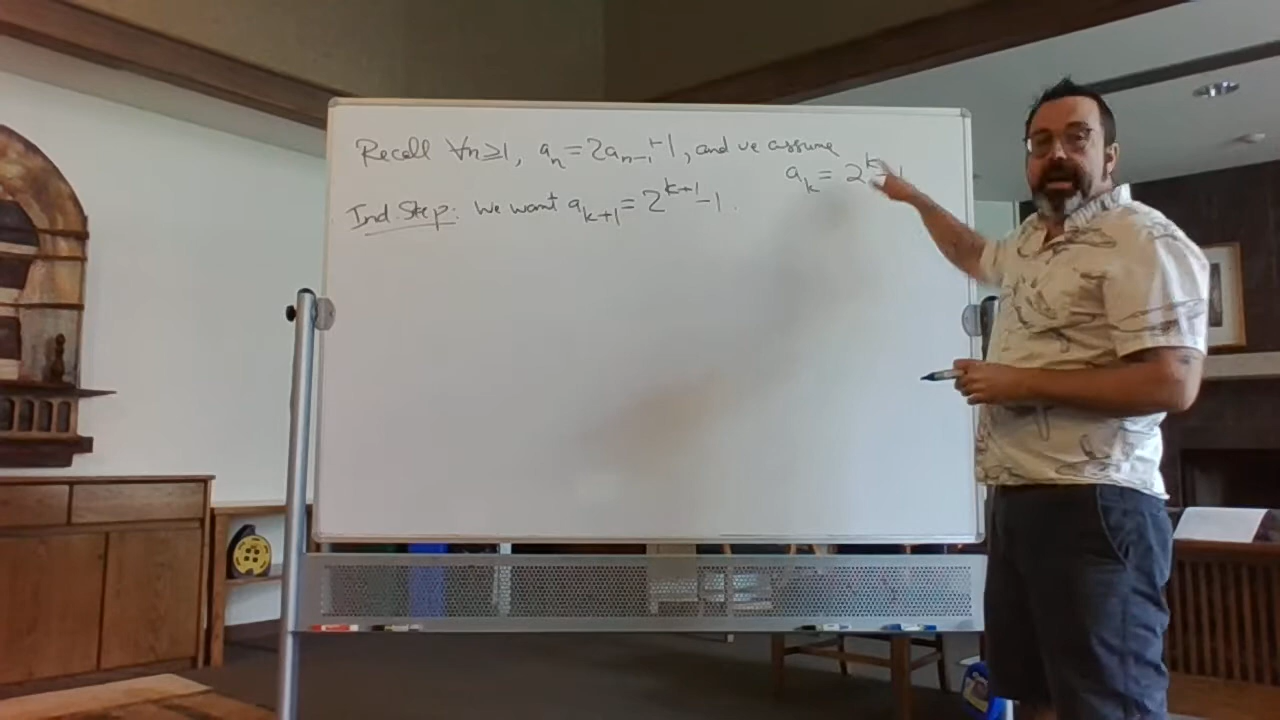 Recall ∀n≥1, aₙ=2aₙ₋₁+1, and we assume
aₖ = 2ᵏ-1
Ind. Step: We want aₖ₊₁=2ᵏ⁺¹-1.